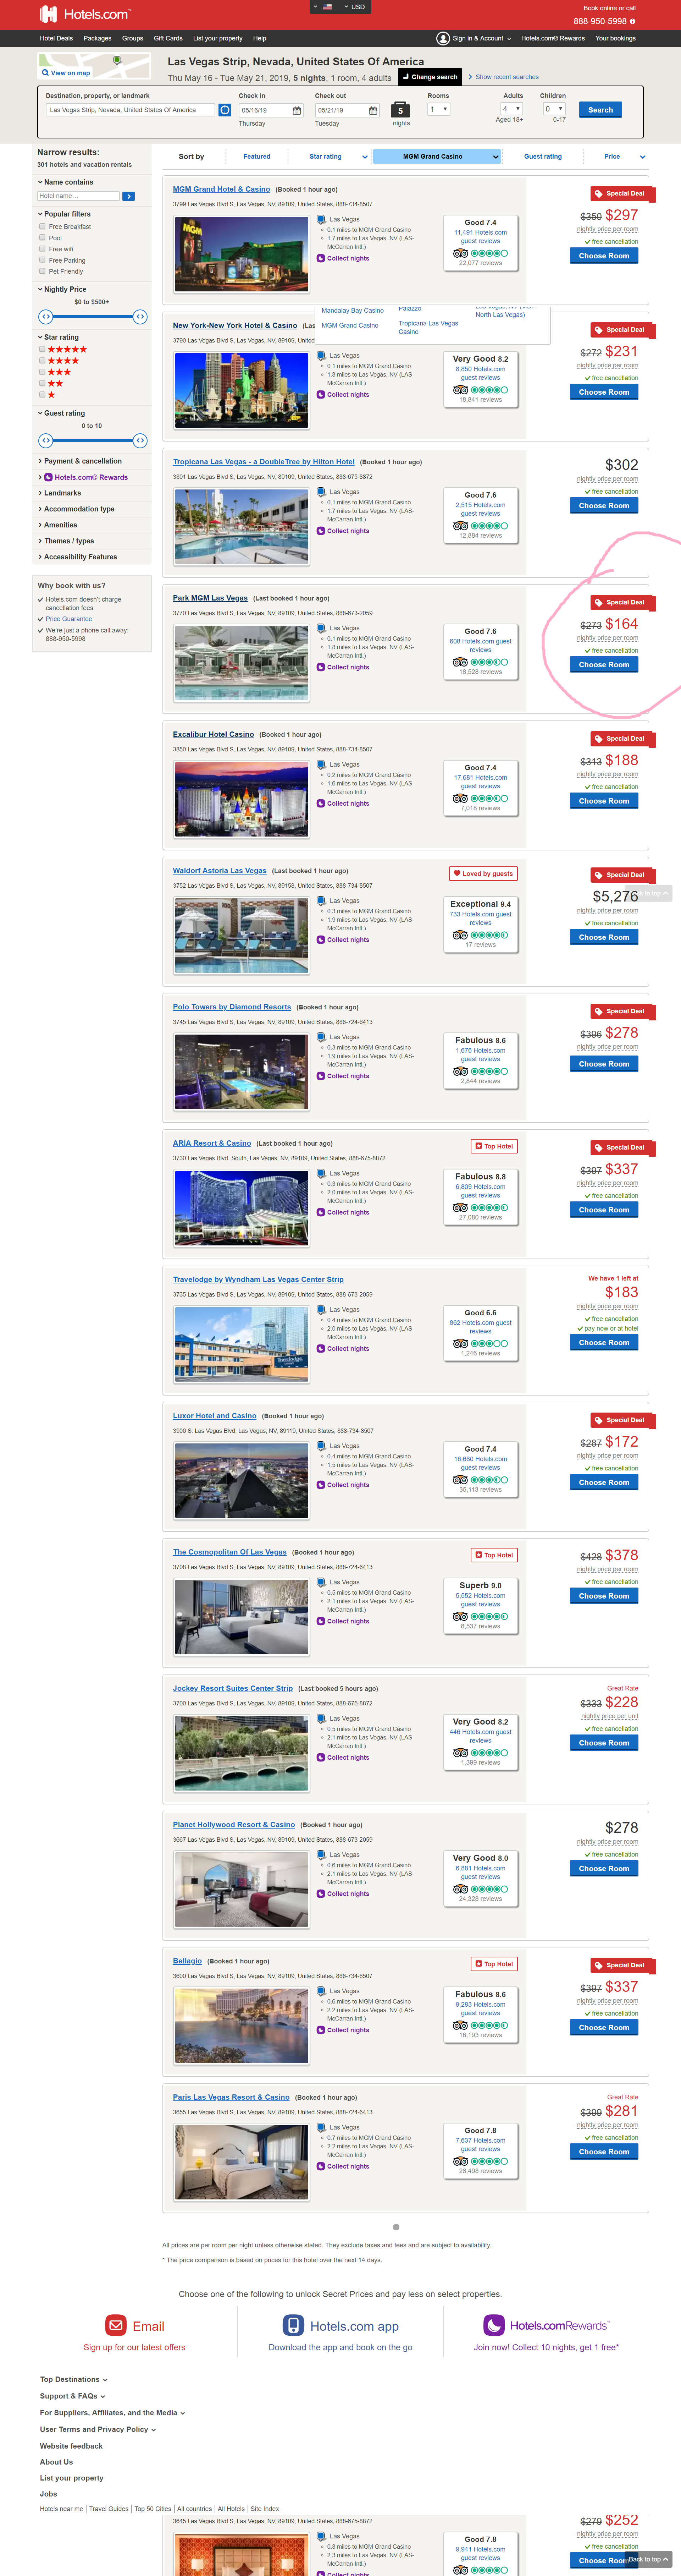 Hotels.com™
USD
Book online or call
888-950-5998
Hotel Deals Packages Groups Gift Cards List your property Help
Sign in & Account Hotels.com® Rewards Your bookings
View on map
Las Vegas Strip, Nevada, United States Of America
Thu May 16 - Tue May 21, 2019, 5 nights, 1 room, 4 adults
Change search
Show recent searches
Destination, property, or landmark
Las Vegas Strip, Nevada, United States Of America
Check in
05/16/19
Thursday
Check out
05/21/19
Tuesday
5
nights
Rooms
1
Adults
4
Aged 18+
Children
0
0-17
Search
Narrow results:
301 hotels and vacation rentals
Name contains
Hotel name...
Popular filters
Free Breakfast
Pool
Free wifi
Free Parking
Pet Friendly
Nightly Price
$0 to $500+
Star rating
Guest rating
0 to 10
Payment & cancellation
Hotels.com® Rewards
Landmarks
Accommodation type
Amenities
Themes / types
Accessibility Features
Why book with us?
Hotels.com doesn't charge
cancellation fees
Price Guarantee
We're just a phone call away:
888-950-5998
Sort by Featured Star rating MGM Grand Casino Guest rating Price
MGM Grand Hotel & Casino (Booked 1 hour ago)
3799 Las Vegas Blvd S, Las Vegas, NV, 89109, United States, 888-734-8507
Las Vegas
0.1 miles to MGM Grand Casino
1.7 miles to Las Vegas, NV (LAS-
McCarran Intl.)
Collect nights
Good 7.4
11,491 Hotels.com
guest reviews
22,077 reviews
Special Deal
$350 $297
nightly price per room
free cancellation
Choose Room
Mandalay Bay Casino
MGM Grand Casino
Palazzo
Tropicana Las Vegas
Casino
North Las Vegas)
New York-New York Hotel & Casino (Las
3790 Las Vegas Blvd S, Las Vegas, NV, 89109, United
Las Vegas
0.1 miles to MGM Grand Casino
1.8 miles to Las Vegas, NV (LAS-
McCarran Intl.)
Collect nights
Very Good 8.2
8,850 Hotels.com
guest reviews
18,841 reviews
Special Deal
$272 $231
nightly price per room
free cancellation
Choose Room
Tropicana Las Vegas - a DoubleTree by Hilton Hotel (Booked 1 hour ago)
3801 Las Vegas Blvd S, Las Vegas, NV, 89109, United States, 888-675-8872
Las Vegas
0.1 miles to MGM Grand Casino
1.7 miles to Las Vegas, NV (LAS-
McCarran Intl.)
Collect nights
Good 7.6
2,515 Hotels.com
guest reviews
12,884 reviews
$302
nightly price per room
free cancellation
Choose Room
Park MGM Las Vegas (Last booked 1 hour ago)
3770 Las Vegas Blvd S, Las Vegas, NV, 89109, United States, 888-673-2059
Las Vegas
0.1 miles to MGM Grand Casino
1.8 miles to Las Vegas, NV (LAS-
McCarran Intl.)
Collect nights
Good 7.6
608 Hotels.com guest
reviews
18,528 reviews
Special Deal
$273 $164
nightly price per room
free cancellation
Choose Room
Excalibur Hotel Casino (Booked 1 hour ago)
3850 Las Vegas Blvd S, Las Vegas, NV, 89109, United States, 888-734-8507
Las Vegas
0.2 miles to MGM Grand Casino
1.6 miles to Las Vegas, NV (LAS-
McCarran Intl.)
Collect nights
Good 7.4
17,681 Hotels.com
guest reviews
7,018 reviews
Special Deal
$313 $188
nightly price per room
free cancellation
Choose Room
Waldorf Astoria Las Vegas (Last booked 1 hour ago)
3752 Las Vegas Blvd S, Las Vegas, NV, 89158, United States, 888-734-8507
Las Vegas
0.3 miles to MGM Grand Casino
1.9 miles to Las Vegas, NV (LAS-
McCarran Intl.)
Collect nights
Loved by guests
Exceptional 9.4
733 Hotels.com guest
reviews
17 reviews
Special Deal
$5,276
nightly price per room
free cancellation
Choose Room
Polo Towers by Diamond Resorts (Booked 1 hour ago)
3745 Las Vegas Blvd S, Las Vegas, NV, 89109, United States, 888-724-6413
Las Vegas
0.3 miles to MGM Grand Casino
1.9 miles to Las Vegas, NV (LAS-
McCarran Intl.)
Collect nights
Fabulous 8.6
1,676 Hotels.com
guest reviews
2,844 reviews
Special Deal
$396 $278
nightly price per room
Choose Room
ARIA Resort & Casino (Last booked 1 hour ago)
3730 Las Vegas Blvd. South, Las Vegas, NV, 89109, United States, 888-675-8872
Las Vegas
0.3 miles to MGM Grand Casino
2.0 miles to Las Vegas, NV (LAS-
McCarran Intl.)
Collect nights
Top Hotel
Fabulous 8.8
6,809 Hotels.com
guest reviews
27,060 reviews
Special Deal
$397 $337
nightly price per room
free cancellation
Choose Room
Travelodge by Wyndham Las Vegas Center Strip
3735 Las Vegas Blvd S, Las Vegas, NV, 89109, United States, 888-673-2059
Las Vegas
0.4 miles to MGM Grand Casino
2.0 miles to Las Vegas, NV (LAS-
McCarran Intl.)
Collect nights
Good 6.6
862 Hotels.com guest
reviews
1,246 reviews
We have 1 left at
$183
nightly price per room
free cancellation
pay now or at hotel
Choose Room
Luxor Hotel and Casino (Booked 1 hour ago)
3900 S. Las Vegas Blvd, Las Vegas, NV, 89119, United States, 888-734-8507
Las Vegas
0.4 miles to MGM Grand Casino
1.5 miles to Las Vegas, NV (LAS-
McCarran Intl.)
Collect nights
Good 7.4
16,680 Hotels.com
guest reviews
35,113 reviews
Special Deal
$287 $172
nightly price per room
free cancellation
Choose Room
The Cosmopolitan Of Las Vegas (Booked 1 hour ago)
3708 Las Vegas Blvd S, Las Vegas, NV, 89109, United States, 888-724-6413
Las Vegas
0.5 miles to MGM Grand Casino
2.1 miles to Las Vegas, NV (LAS-
McCarran Intl.)
Collect nights
Top Hotel
Superb 9.0
5,552 Hotels.com
guest reviews
8,537 reviews
$428 $378
nightly price per room
free cancellation
Choose Room
Jockey Resort Suites Center Strip (Last booked 5 hours ago)
3700 Las Vegas Blvd S, Las Vegas, NV, 89109, United States, 888-675-8872
Las Vegas
0.5 miles to MGM Grand Casino
2.1 miles to Las Vegas, NV (LAS-
McCarran Intl.)
Collect nights
Very Good 8.2
446 Hotels.com guest
reviews
1,399 reviews
Great Rate
$333 $228
nightly price per unit
free cancellation
Choose Room
Planet Hollywood Resort & Casino (Booked 1 hour ago)
3667 Las Vegas Blvd S, Las Vegas, NV, 89109, United States, 888-673-2059
Las Vegas
0.6 miles to MGM Grand Casino
2.1 miles to Las Vegas, NV (LAS-
McCarran Intl.)
Collect nights
Very Good 8.0
6,881 Hotels.com
guest reviews
24,328 reviews
$278
nightly price per room
free cancellation
Choose Room
Bellagio (Booked 1 hour ago)
3600 Las Vegas Blvd S, Las Vegas, NV, 89109, United States, 888-734-8507
Las Vegas
0.6 miles to MGM Grand Casino
2.2 miles to Las Vegas, NV (LAS-
McCarran Intl.)
Collect nights
Top Hotel
Fabulous 8.6
9,283 Hotels.com
guest reviews
16,193 reviews
Special Deal
$397 $337
nightly price per room
free cancellation
Choose Room
Paris Las Vegas Resort & Casino (Booked 1 hour ago)
3655 Las Vegas Blvd S, Las Vegas, NV, 89109, United States, 888-724-6413
Las Vegas
0.7 miles to MGM Grand Casino
2.2 miles to Las Vegas, NV (LAS-
McCarran Intl.)
Collect nights
Good 7.8
7,637 Hotels.com
guest reviews
28,498 reviews
Great Rate
$399 $281
nightly price per room
free cancellation
Choose Room
All prices are per room per night unless otherwise stated. They exclude taxes and fees and are subject to availability.
* The price comparison is based on prices for this hotel over the next 14 days.
Choose one of the following to unlock Secret Prices and pay less on select properties.
Email
Sign up for our latest offers
Hotels.com app
Download the app and book on the go
Hotels.com Rewards™
Join now! Collect 10 nights, get 1 free*
Top Destinations
Support & FAQs
For Suppliers, Affiliates, and the Media
User Terms and Privacy Policy
Website feedback
About Us
List your property
Jobs
Hotels near me | Travel Guides | Top 50 Cities | All countries | All Hotels | Site Index
3645 Las Vegas Blvd S, Las Vegas, NV, 89109, United States, 888-675-8872
Las Vegas
0.8 miles to MGM Grand Casino
2.3 miles to Las Vegas, NV (LAS-
McCarran Intl.)
Collect nights
Good 7.8
9,941 Hotels.com
guest reviews
$279 $252
nightly price per room
free cancellation
Choose Room
Back to top